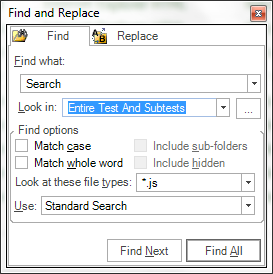 Find and Replace
Find Replace
Find what:
Search
Look in: Entire Test And Subtests ...
Find options
Match case Include sub-folders
Match whole word Include hidden
Look at these file types: *.js
Use: Standard Search
Find Next Find All